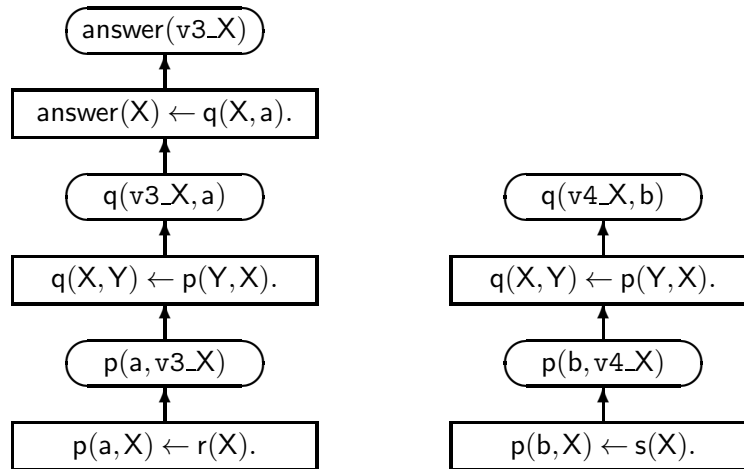 answer(v3_X)
answer(X) ← q(X,a).
q(v3_X,a)
q(v4_X,b)
q(X,Y) ← p(Y,X).
q(X,Y) ← p(Y,X).
p(a,v3_X)
p(b,v4_X)
p(a,X) ← r(X).
p(b,X) ← s(X).